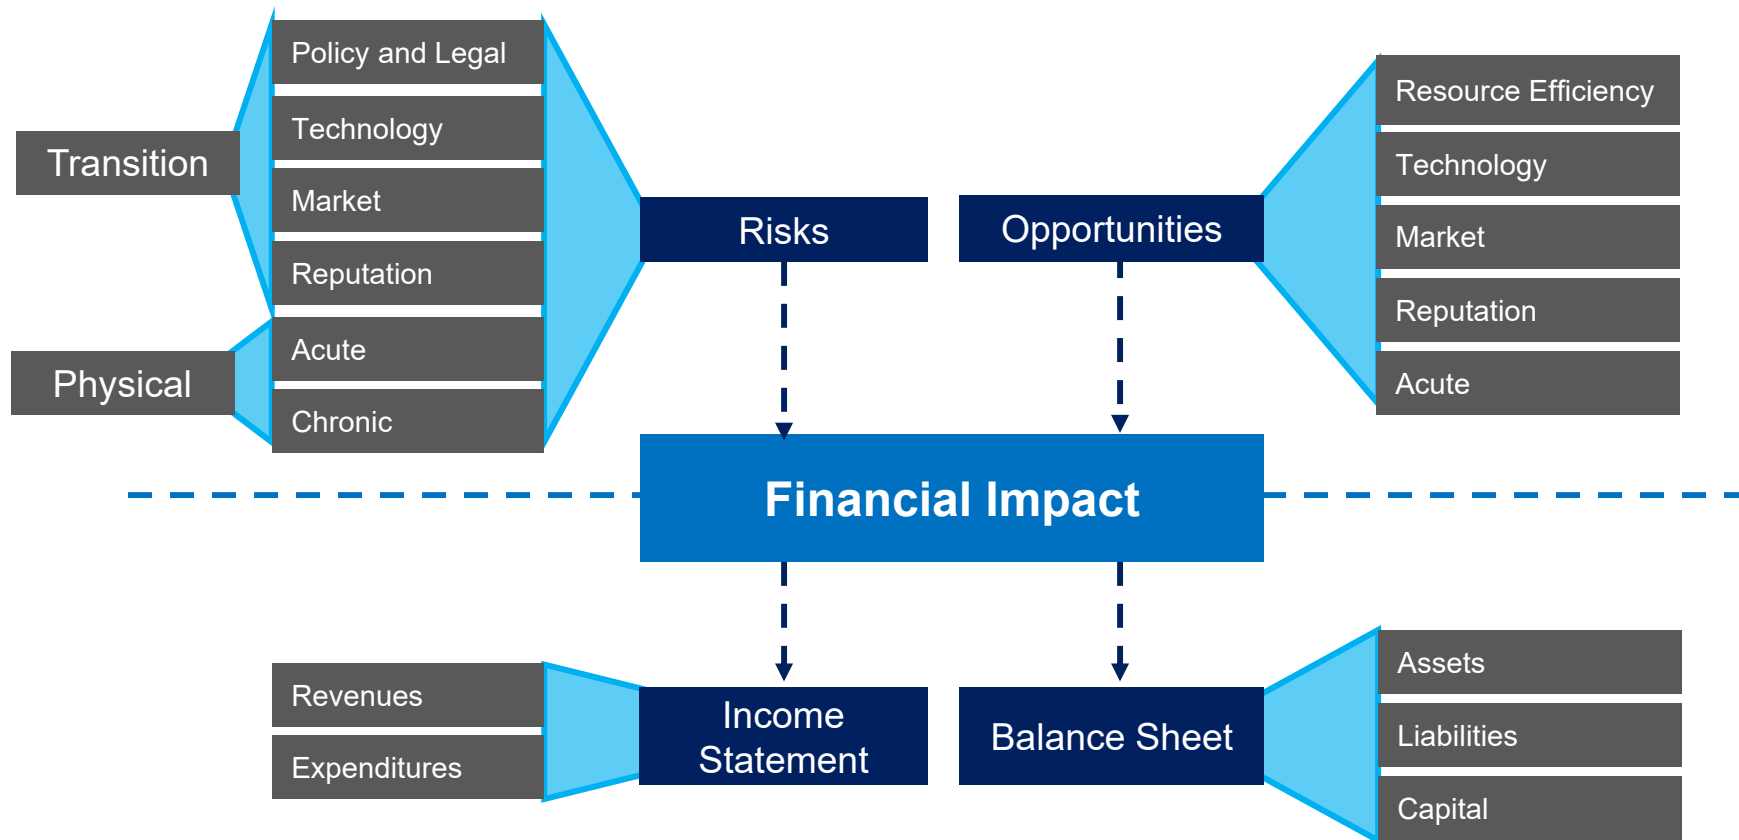 Transition
Physical
Policy and Legal
Technology
Market
Reputation
Acute
Chronic
Risks
Opportunities
Resource Efficiency
Technology
Market
Reputation
Acute
Financial Impact
Revenues
Expenditures
Income
Statement
Balance Sheet
Assets
Liabilities
Capital